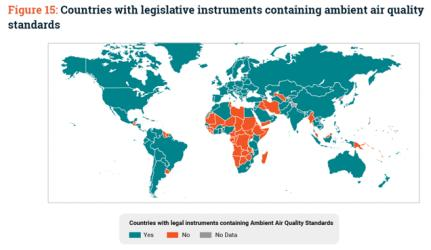 Figure 15: Countries with legislative instruments containing ambient air quality
standards
Countries with legal instruments containing Ambient Air Quality Standards
Yes No No Data